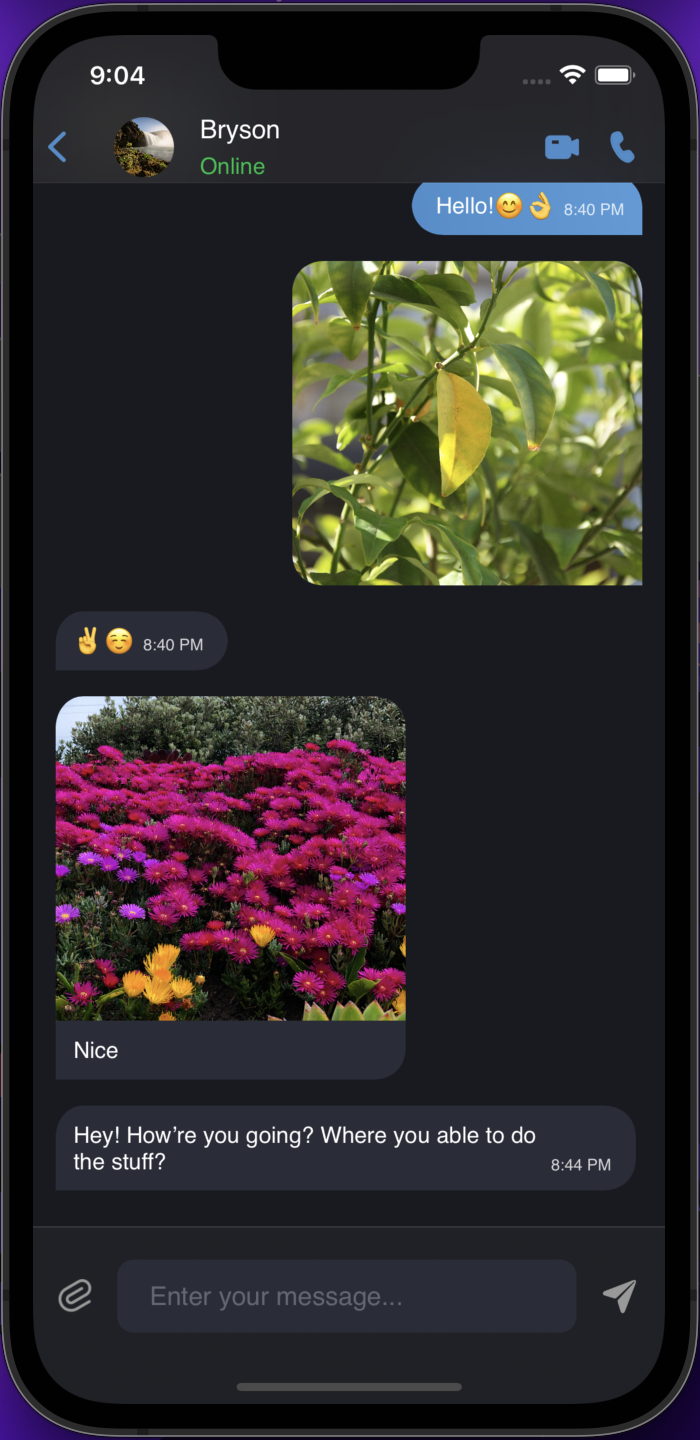 9:04
Bryson
Online
Hello!😊👌 8:40 PM
✌️☺️ 8:40 PM
Nice
Hey! How’re you going? Where you able to do
the stuff?
8:44 PM
Enter your message...